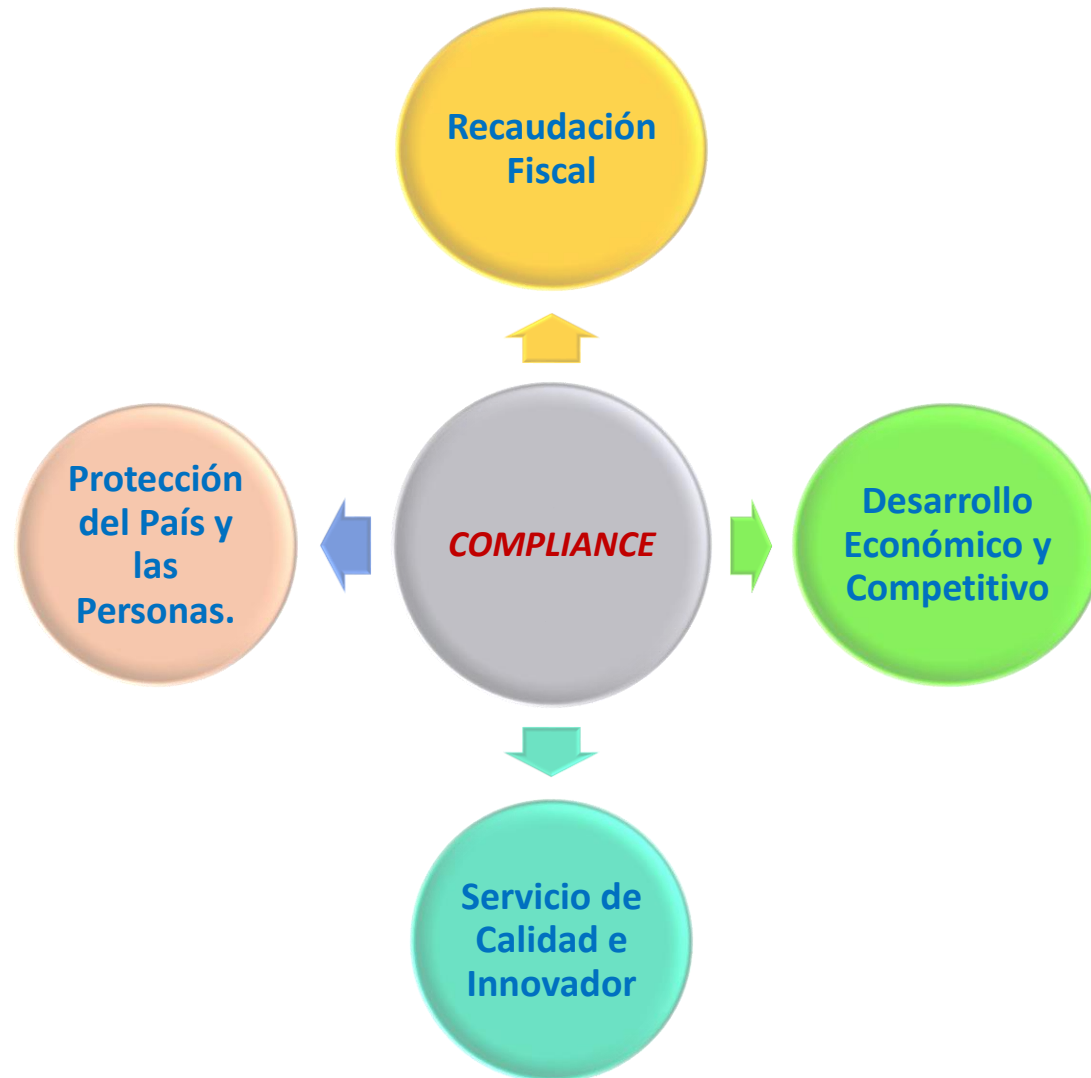 Recaudación
Fiscal
Protección
del País y
las
Personas.
COMPLIANCE
Desarrollo
Económico y
Competitivo
Servicio de
Calidad e
Innovador